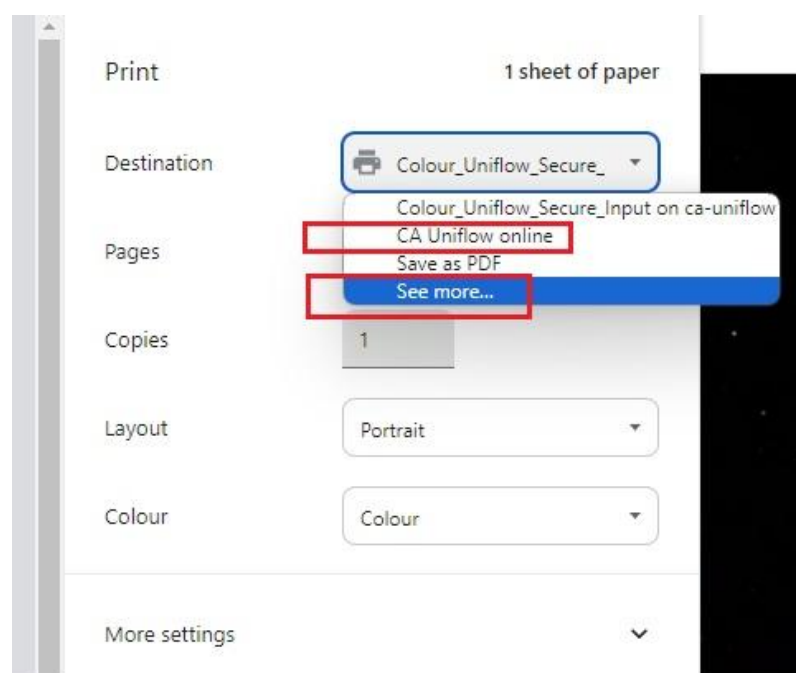 Print
1 sheet of paper
Destination
Colour_Uniflow_Secure_
Colour_Uniflow_Secure_Input on ca-uniflow
CA Uniflow online
Save as PDF
See more...
Pages
Copies
1
Layout
Portrait
Colour
Colour
More settings